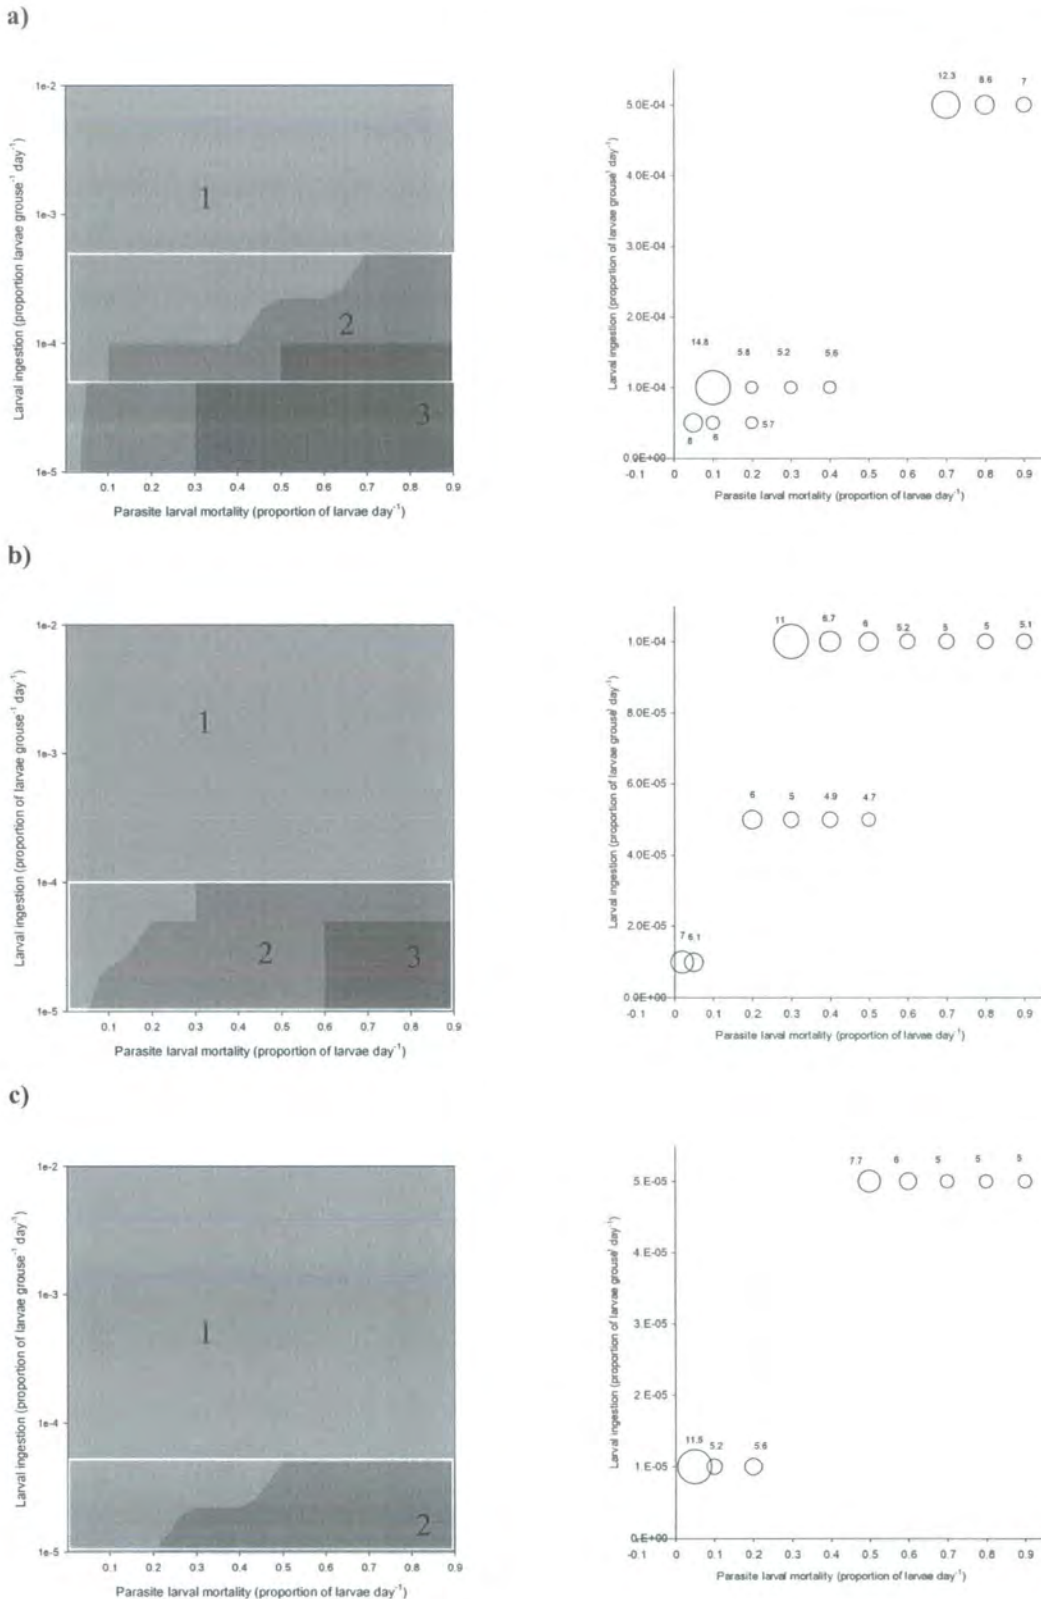 a)
1e-2
1e-3
1e-4
1e-5
Larval ingestion (proportion larvae grouse⁻¹ day⁻¹)
1
2
3
0.1 0.2 0.3 0.4 0.5 0.6 0.7 0.8 0.9
Parasite larval mortality (proportion of larvae day⁻¹)
12.3 8.6 7
5.0E-04
4.0E-04
3.0E-04
2.0E-04
14.8 5.8 5.2 5.6
1.0E-04
8 6 5.7
0.0E+00
Larval ingestion (proportion of larvae grouse¹ day⁻¹)
-0.1 0 0.1 0.2 0.3 0.4 0.5 0.6 0.7 0.8 0.9
Parasite larval mortality (proportion of larvae day⁻¹)
b)
1e-2
1e-3
1e-4
1e-5
Larval ingestion (proportion of larvae grouse⁻¹ day⁻¹)
1
2 3
0.1 0.2 0.3 0.4 0.5 0.6 0.7 0.8 0.9
Parasite larval mortality (proportion of larvae day⁻¹)
11 6.7 6 5.2 5 5 5.1
1.0E-04
8.0E-05
6.0E-05
6 5 4.9 4.7
4.0E-05
2.0E-05
7 6.1
0.0E+00
Larval ingestion (proportion of larvae grouse¹ day⁻¹)
-0.1 0 0.1 0.2 0.3 0.4 0.5 0.6 0.7 0.8 0.9
Parasite larval mortality (proportion of larvae day⁻¹)
c)
1e-2
1e-3
1e-4
1e-5
Larval ingestion (proportion of larvae grouse⁻¹ day⁻¹)
1
2
0.1 0.2 0.3 0.4 0.5 0.6 0.7 0.8 0.9
Parasite larval mortality (proportion of larvae day⁻¹)
7.7 6 5 5 5
5.E-05
4.E-05
3.E-05
2.E-05
11.5 5.2 5.6
1.E-05
0.E+00
Larval ingestion (proportion of larvae grouse¹ day⁻¹)
-0.1 0 0.1 0.2 0.3 0.4 0.5 0.6 0.7 0.8 0.9
Parasite larval mortality (proportion of larvae day⁻¹)